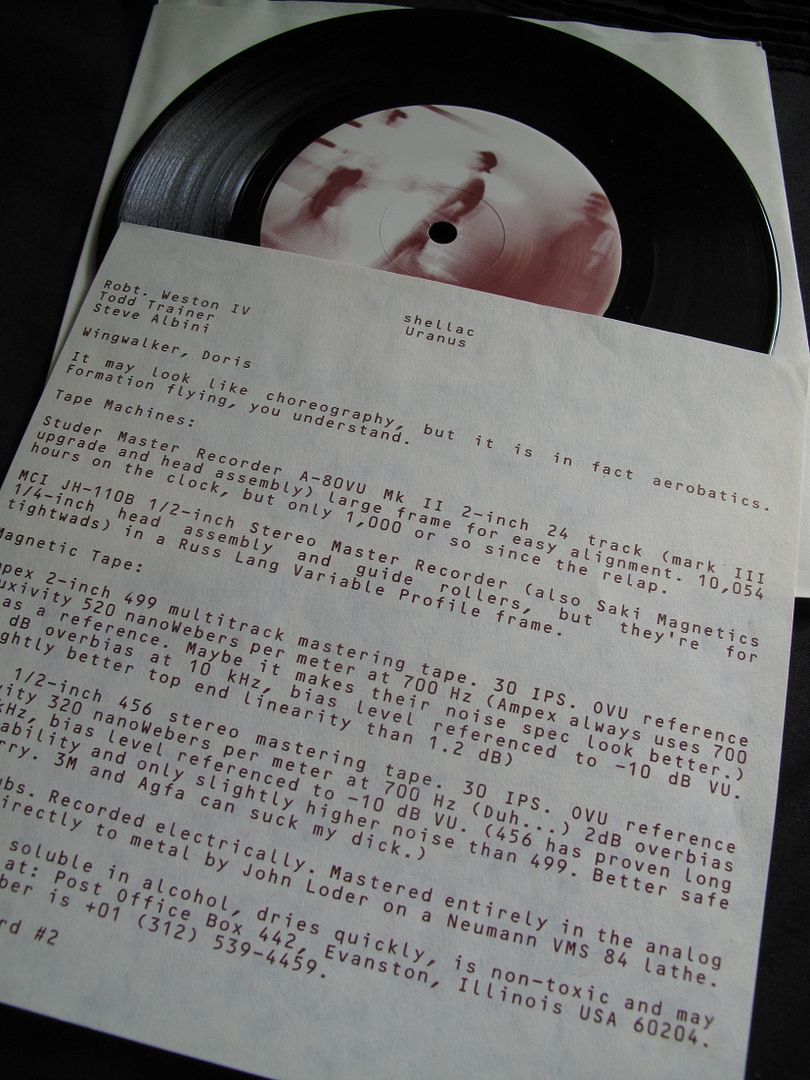 Robt. Weston IV
Todd Trainer
Steve Albini
shellac
Uranus
Wingwalker, Doris
It may look like choreography, but it is in fact aerobatics.
Formation flying, you understand.
Tape Machines:
Studer Master Recorder A-80VU Mk II 2-inch 24 track (mark III
upgrade and head assembly) large frame for easy alignment. 10,054
hours on the clock, but only 1,000 or so since the relap.
MCI JH-110B 1/2-inch Stereo Master Recorder (also Saki Magnetics
1/4-inch head assembly and guide rollers, but they're for
tightwads) in a Russ Lang Variable Profile frame.
Magnetic Tape:
mpex 2-inch 499 multitrack mastering tape. 30 IPS. OVU reference
uxivity 520 nanoWebers per meter at 700 Hz (Ampex always uses 700
as a reference. Maybe it makes their noise spec look better.)
dB overbias at 10 kHz, bias level referenced to -10 dB VU.
ghtly better top end linearity than 1.2 dB)
1/2-inch 456 stereo mastering tape. 30 IPS. OVU reference
vity 320 nanoWebers per meter at 700 Hz (Duh...) 2dB overbias
kHz, bias level referenced to -10 dB VU. (456 has proven long
ability and only slightly higher noise than 499. Better safe
rry. 3M and Agfa can suck my dick.)
ubs. Recorded electrically. Mastered entirely in the analog
irectly to metal by John Loder on a Neumann VMS 84 lathe.
soluble in alcohol, dries quickly, is non-toxic and may
at: Post Office Box 442, Evanston, Illinois USA 60204.
ber is +01 (312) 539-4459.
rd #2